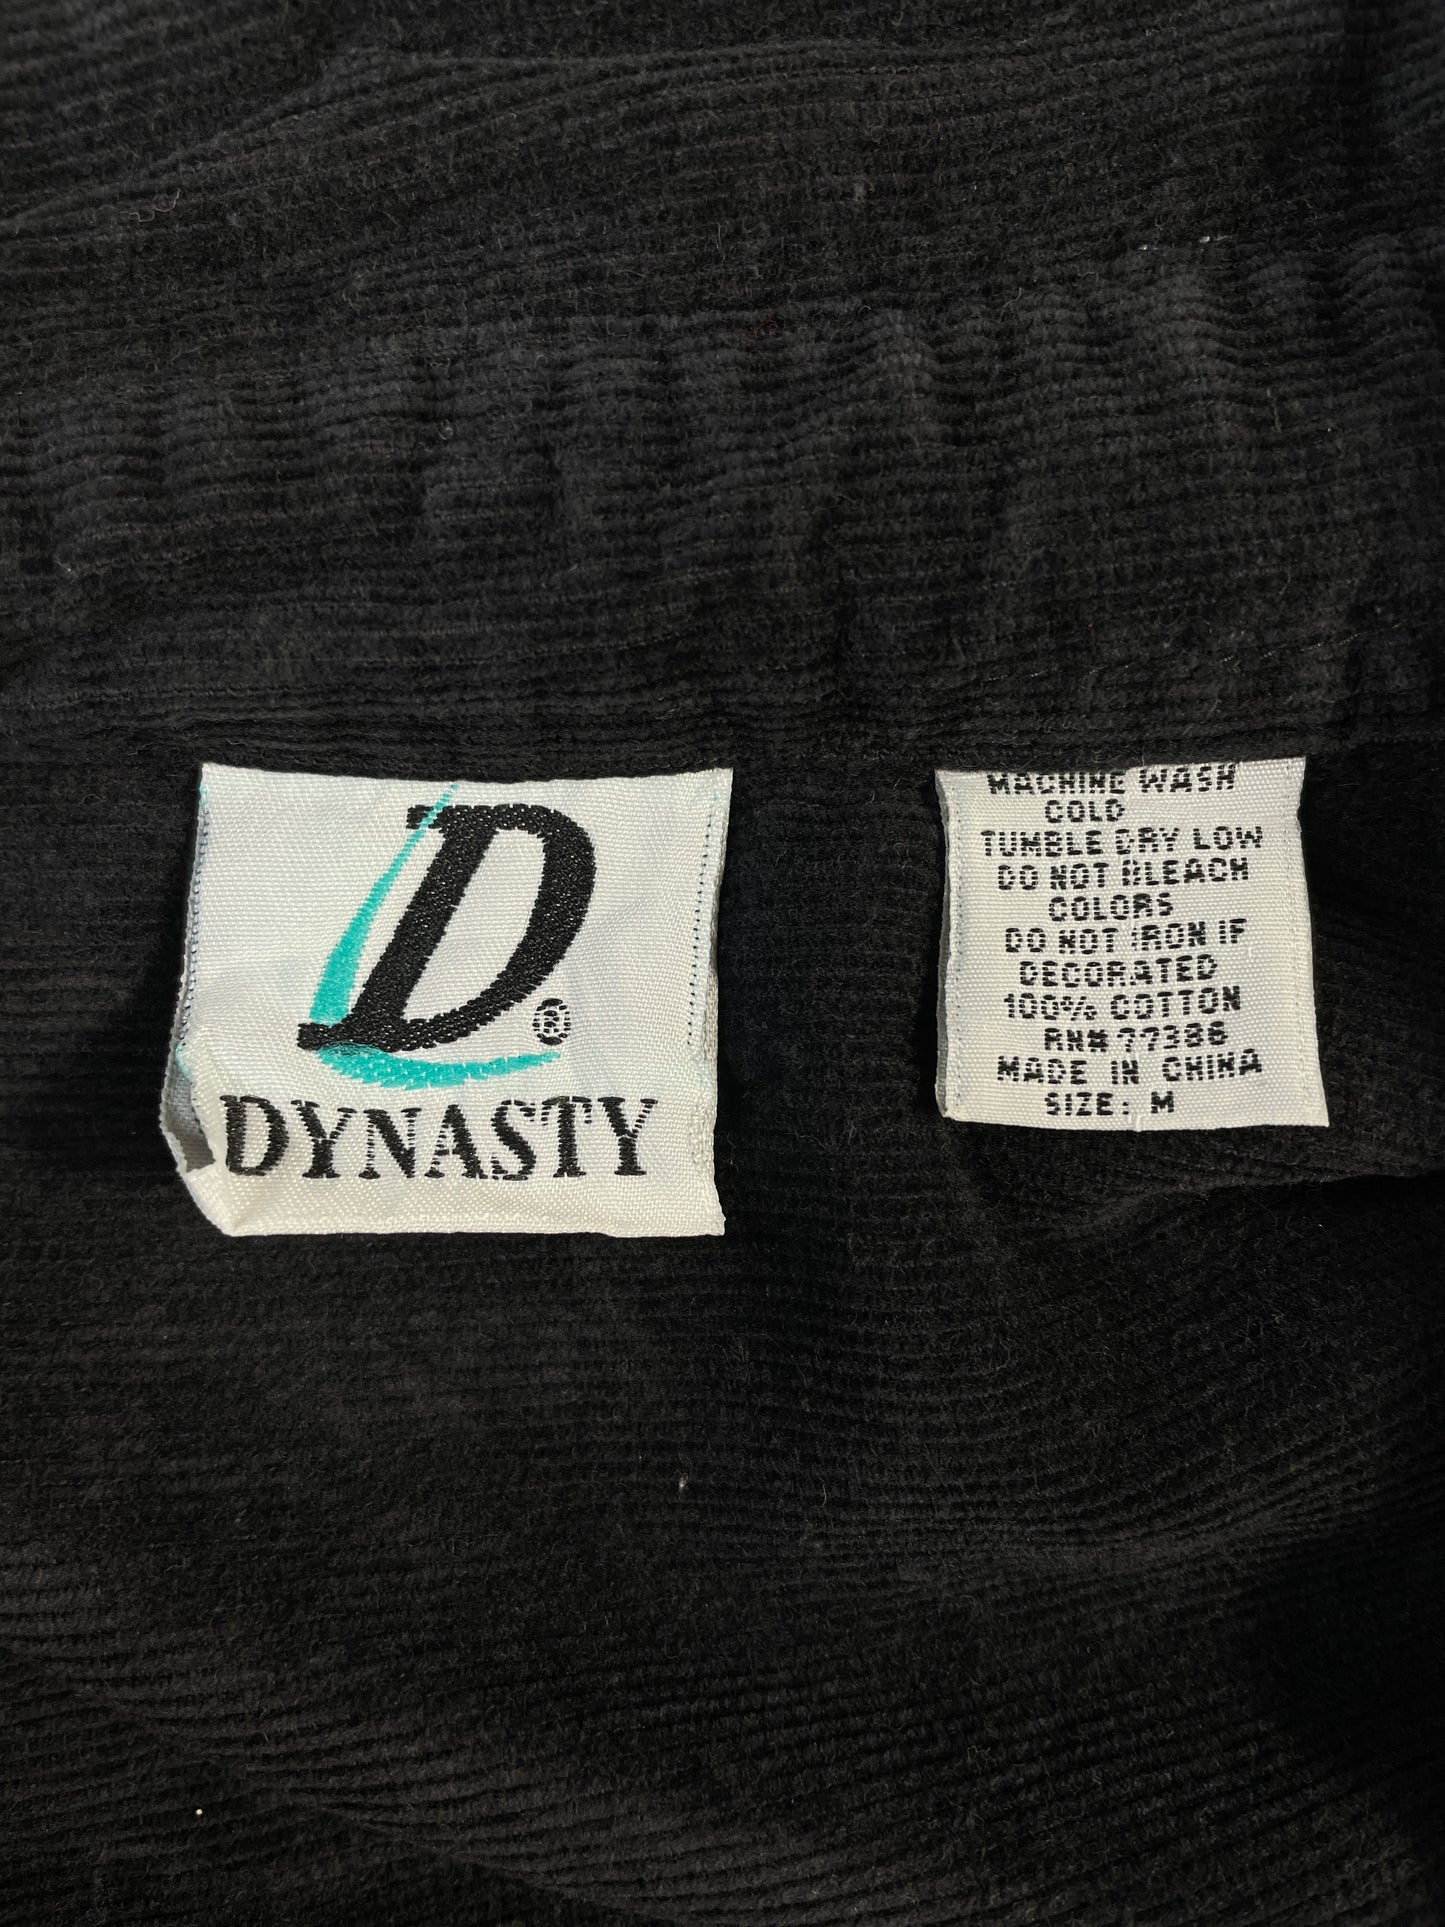 D®
DYNASTY
MACHINE WASH
COLD
TUMBLE DRY LOW
DO NOT BLEACH
COLORS
DO NOT IRON IF
DECORATED
100% COTTON
RN# 77386
MADE IN CHINA
SIZE: M